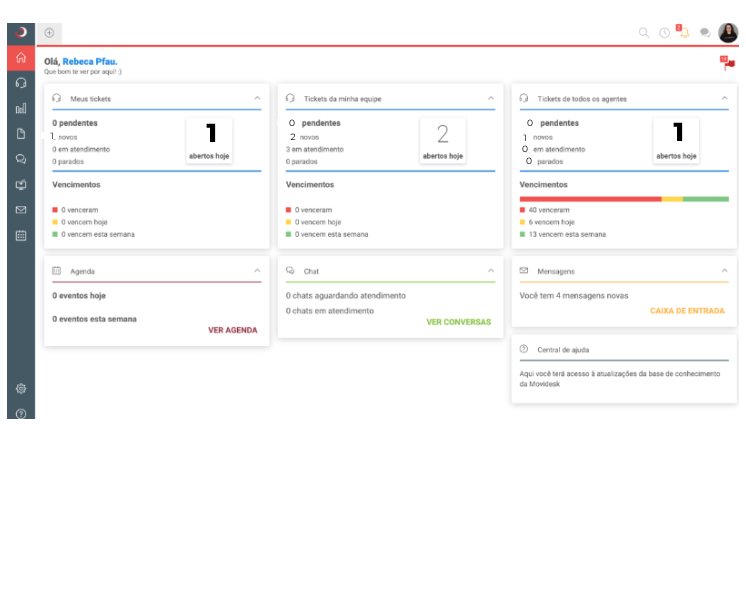 Olá, Rebeca Pfau.
Que bom te ver por aqui! :)
Meus tickets
0 pendentes
1 novos
0 em atendimento
0 parados
1
abertos hoje
Vencimentos
0 venceram
0 vencem hoje
0 vencem esta semana
Tickets da minha equipe
0 pendentes
2 novos
3 em atendimento
0 parados
2
abertos hoje
Vencimentos
0 venceram
0 vencem hoje
0 vencem esta semana
Tickets de todos os agentes
0 pendentes
1 novos
0 em atendimento
0 parados
1
abertos hoje
Vencimentos
40 venceram
6 vencem hoje
13 vencem esta semana
Agenda
0 eventos hoje
0 eventos esta semana
VER AGENDA
Chat
0 chats aguardando atendimento
0 chats em atendimento
VER CONVERSAS
Mensagens
Você tem 4 mensagens novas
CAIXA DE ENTRADA
Central de ajuda
Aqui você terá acesso à atualizações da base de conhecimento
da Movidesk